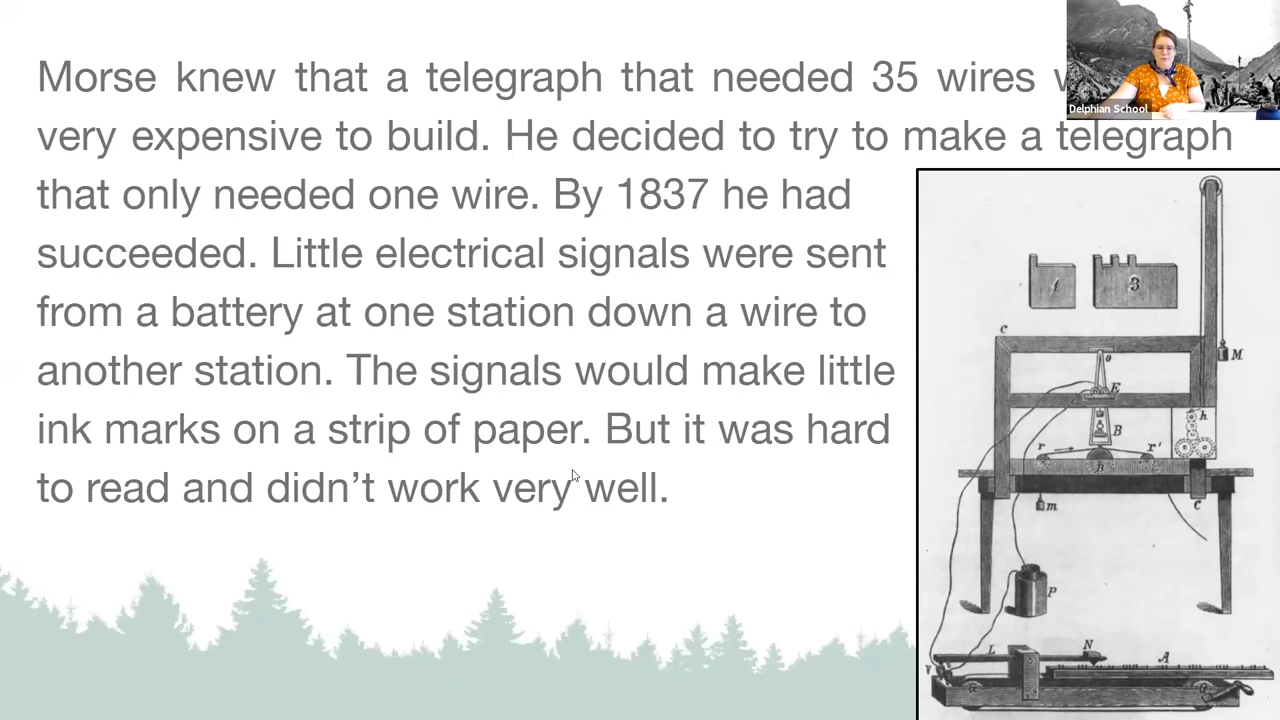 Morse knew that a telegraph that needed 35 wires
very expensive to build. He decided to try to make a telegraph
that only needed one wire. By 1837 he had
succeeded. Little electrical signals were sent
from a battery at one station down a wire to
another station. The signals would make little
ink marks on a strip of paper. But it was hard
to read and didn’t work very well.
Delphian School
1 3
c
o
M
E
h
B
r r'
B
m
C
P
L N A
V